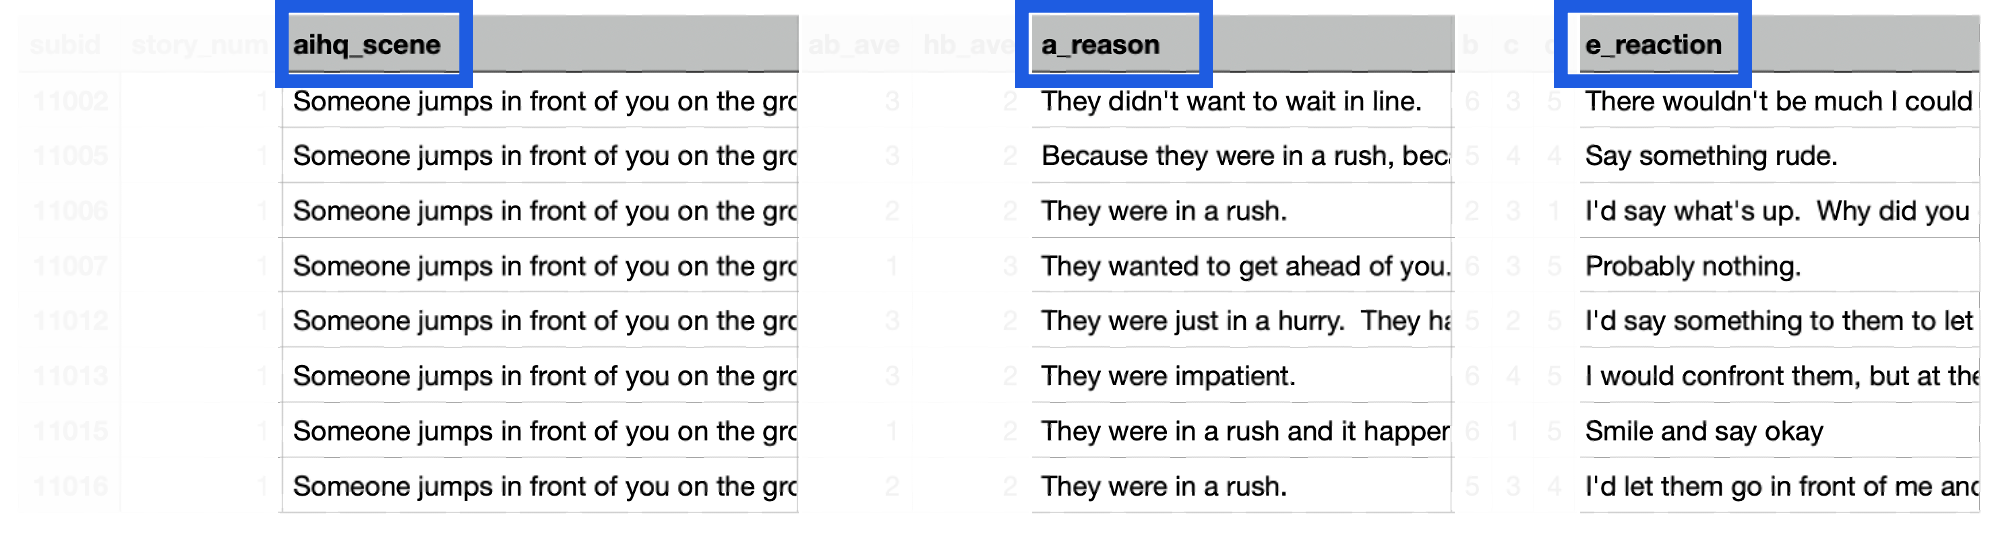 subid story_num aihq_scene ab_ave hb_ave a_reason b c d e_reaction
11002 1 Someone jumps in front of you on the gro 3 2 They didn't want to wait in line. 6 3 5 There wouldn't be much I could
11005 1 Someone jumps in front of you on the gro 3 2 Because they were in a rush, beca 5 4 4 Say something rude.
11006 1 Someone jumps in front of you on the gro 2 2 They were in a rush. 2 3 1 I'd say what's up. Why did you
11007 1 Someone jumps in front of you on the gro 1 3 They wanted to get ahead of you. 6 3 5 Probably nothing.
11012 1 Someone jumps in front of you on the gro 3 2 They were just in a hurry. They ha 5 2 5 I'd say something to them to let
11013 1 Someone jumps in front of you on the gro 3 2 They were impatient. 6 4 5 I would confront them, but at the
11015 1 Someone jumps in front of you on the gro 1 2 They were in a rush and it happer 6 1 5 Smile and say okay
11016 1 Someone jumps in front of you on the gro 2 2 They were in a rush. 5 3 4 I'd let them go in front of me and